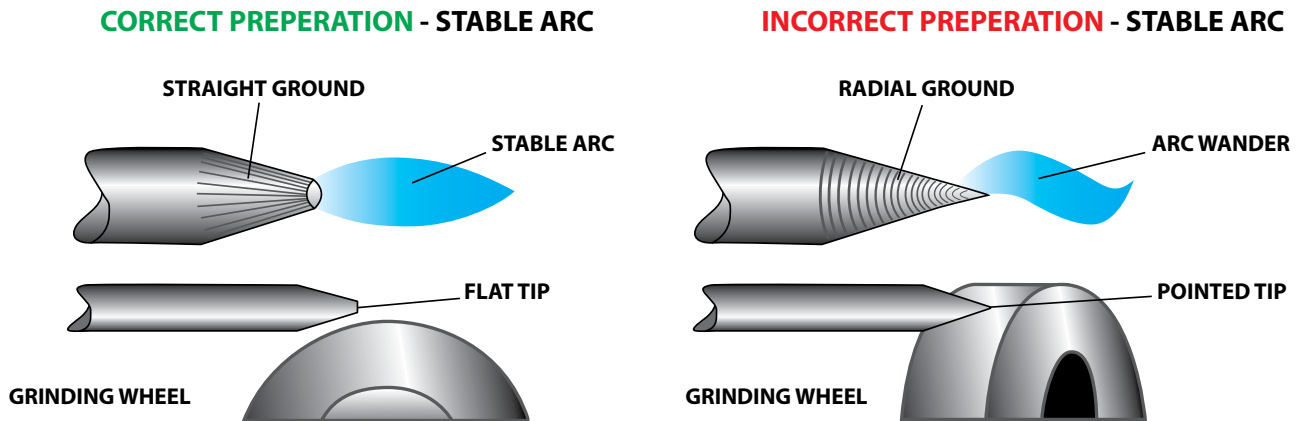 CORRECT PREPERATION - STABLE ARC
STRAIGHT GROUND
STABLE ARC
FLAT TIP
GRINDING WHEEL
INCORRECT PREPERATION - STABLE ARC
RADIAL GROUND
ARC WANDER
POINTED TIP
GRINDING WHEEL